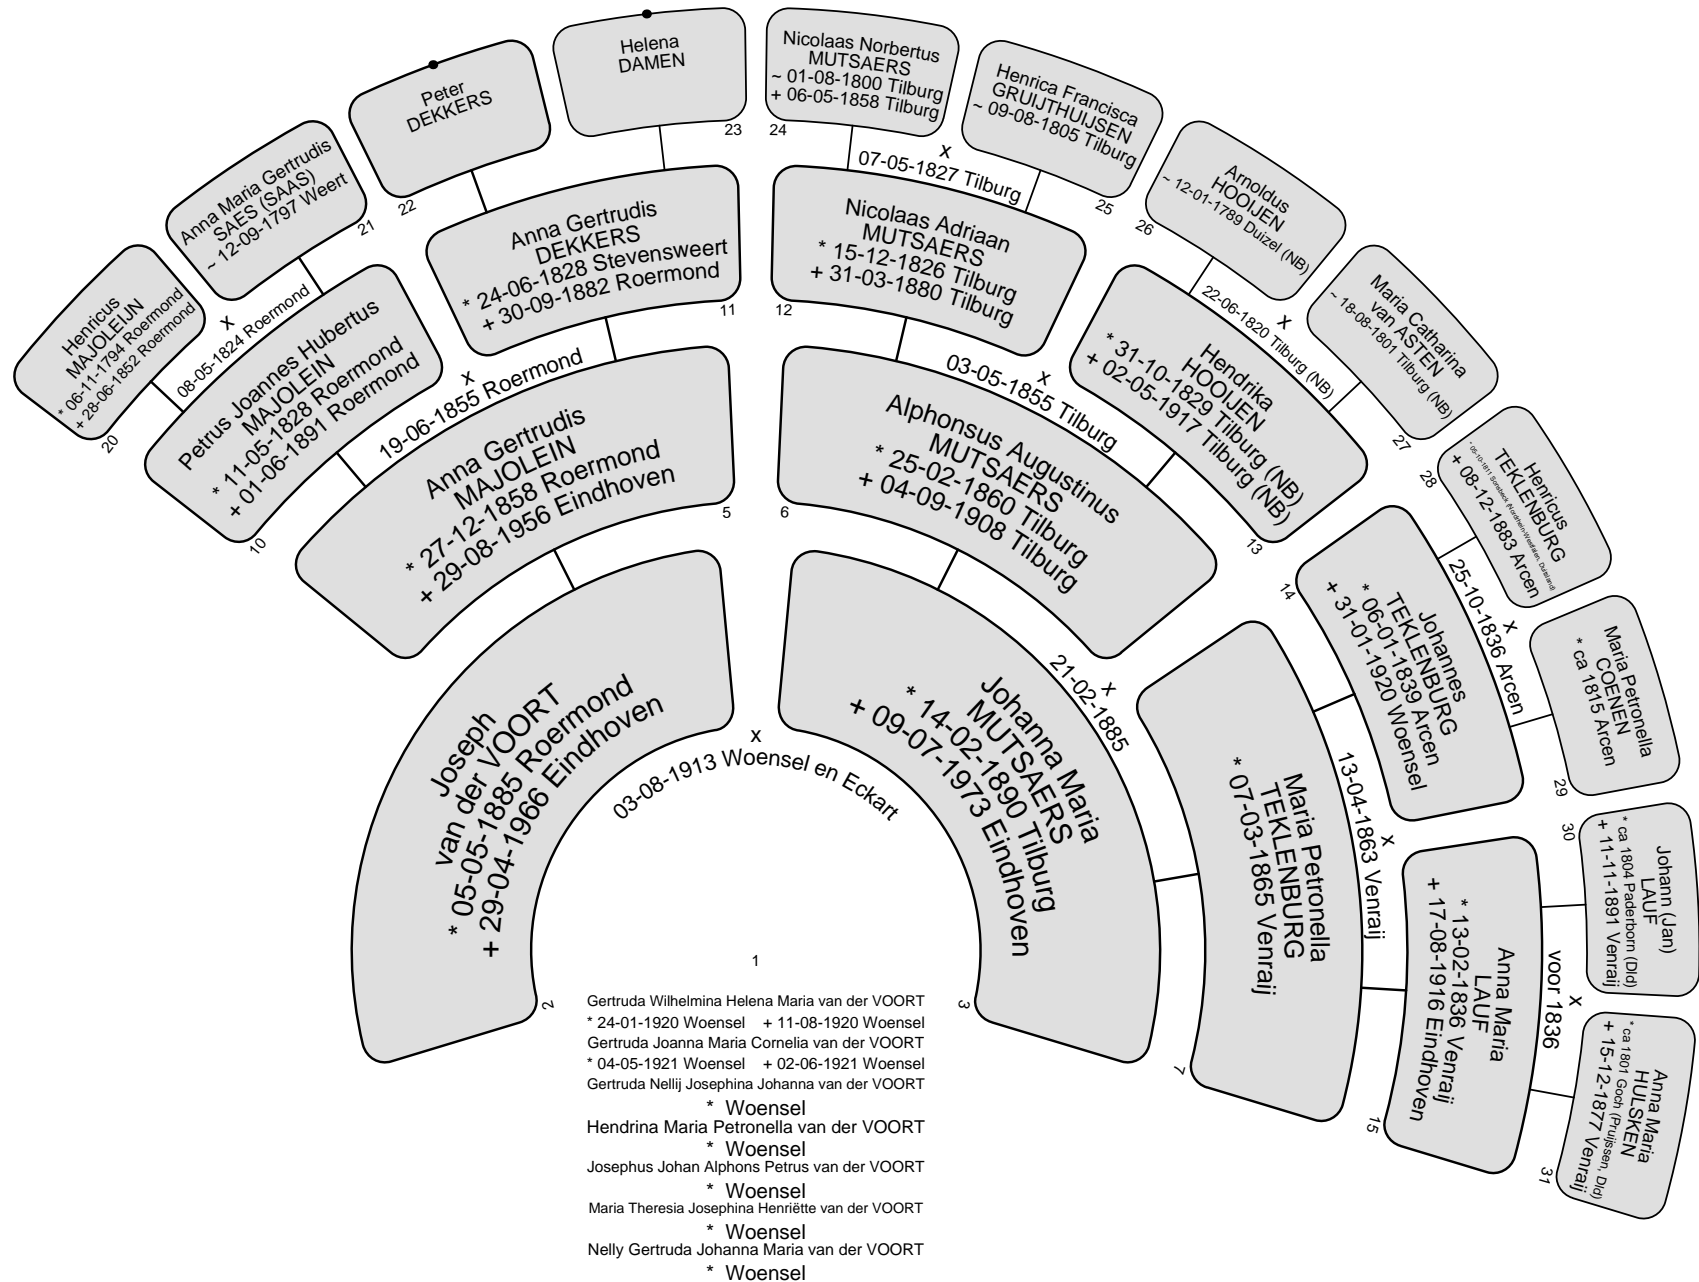 Henricus
MAJOLEIJN
* 06-11-1794 Roermond
+ 28-06-1852 Roermond
20
x
08-05-1824 Roermond
Anna Maria Gertrudis
SAES (SAAS)
~ 12-09-1797 Weert
21
Peter
DEKKERS
22
Helena
DAMEN
23
Nicolaas Norbertus
MUTSAERS
~ 01-08-1800 Tilburg
+ 06-05-1858 Tilburg
24
x
07-05-1827 Tilburg
Henrica Francisca
GRUIJTHUIJSEN
~ 09-08-1805 Tilburg
25
Arnoldus
HOOIJEN
~ 12-01-1789 Duizel (NB)
26
x
22-06-1820 Tilburg (NB)
Maria Catharina
van ASTEN
~ 18-08-1801 Tilburg (NB)
27
Henricus
TEKLENBURG
* 05-10-1811 Sonsbeck (Nordrhein-Westfalen, Duitsland)
+ 08-12-1883 Arcen
28
x
25-10-1836 Arcen
Maria Petronella
COENEN
* ca 1815 Arcen
29
Johann (Jan)
LAUF
* ca 1804 Paderborn (Dld)
+ 11-11-1891 Venraij
30
x
voor 1836
Anna Maria
HULSKEN
* ca 1801 Goch (Pruijssen, Dld)
+ 15-12-1877 Venraij
31
Petrus Joannes Hubertus
MAJOLEIN
* 11-05-1828 Roermond
+ 01-06-1891 Roermond
10
x
19-06-1855 Roermond
Anna Gertrudis
DEKKERS
* 24-06-1828 Stevensweert
+ 30-09-1882 Roermond
11
Nicolaas Adriaan
MUTSAERS
* 15-12-1826 Tilburg
+ 31-03-1880 Tilburg
12
x
03-05-1855 Tilburg
Hendrika
HOOIJEN
* 31-10-1829 Tilburg (NB)
+ 02-05-1917 Tilburg (NB)
13
Johannes
TEKLENBURG
* 06-01-1839 Arcen
+ 31-01-1920 Woensel
14
x
13-04-1863 Venraij
Anna Maria
LAUF
* 13-02-1836 Venraij
+ 17-08-1916 Eindhoven
15
Anna Gertrudis
MAJOLEIN
* 27-12-1858 Roermond
+ 29-08-1956 Eindhoven
5
Alphonsus Augustinus
MUTSAERS
* 25-02-1860 Tilburg
+ 04-09-1908 Tilburg
6
x
21-02-1885
Maria Petronella
TEKLENBURG
* 07-03-1865 Venraij
7
Joseph
van der VOORT
* 05-05-1885 Roermond
+ 29-04-1966 Eindhoven
2
x
03-08-1913 Woensel en Eckart
Johanna Maria
MUTSAERS
* 14-02-1890 Tilburg
+ 09-07-1973 Eindhoven
3
1
Gertruda Wilhelmina Helena Maria van der VOORT
* 24-01-1920 Woensel + 11-08-1920 Woensel
Gertruda Joanna Maria Cornelia van der VOORT
* 04-05-1921 Woensel + 02-06-1921 Woensel
Gertruda Nellij Josephina Johanna van der VOORT
* Woensel
Hendrina Maria Petronella van der VOORT
* Woensel
Josephus Johan Alphons Petrus van der VOORT
* Woensel
Maria Theresia Josephina Henriëtte van der VOORT
* Woensel
Nelly Gertruda Johanna Maria van der VOORT
* Woensel